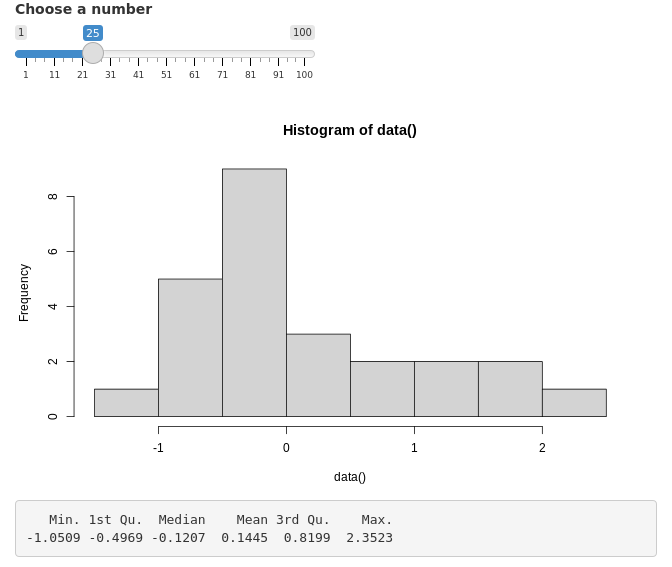 Choose a number
1 25 100
1 11 21 31 41 51 61 71 81 91 100
Histogram of data()
Frequency
0 2 4 6 8
-1 0 1 2
data()
Min. 1st Qu. Median Mean 3rd Qu. Max.
-1.0509 -0.4969 -0.1207 0.1445 0.8199 2.3523